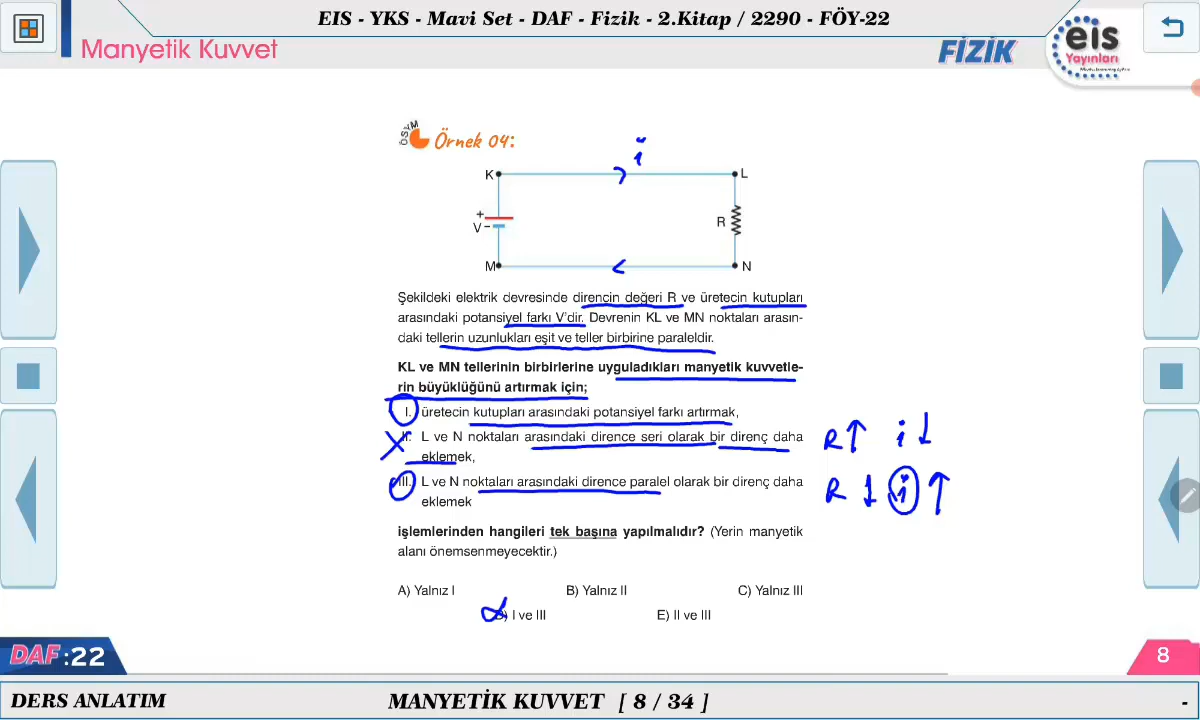 EIS - YKS - Mavi Set - DAF - Fizik - 2.Kitap / 2290 - FÖY-22
Manyetik Kuvvet
FİZİK
eis
Yayınları
ÖSYM
Örnek 04:
i
K
L
+
V
-
R
M
N
Şekildeki elektrik devresinde direncin değeri R ve üretecin kutupları
arasındaki potansiyel farkı V'dir. Devrenin KL ve MN noktaları arasın-
daki tellerin uzunlukları eşit ve teller birbirine paraleldir.
KL ve MN tellerinin birbirlerine uyguladıkları manyetik kuvvetle-
rin büyüklüğünü artırmak için;
I. üretecin kutupları arasındaki potansiyel farkı artırmak,
II. L ve N noktaları arasındaki dirence seri olarak bir direnç daha
eklemek,
R↑ i↓
III. L ve N noktaları arasındaki dirence paralel olarak bir direnç daha
eklemek
R↓ i↑
işlemlerinden hangileri tek başına yapılmalıdır? (Yerin manyetik
alanı önemsenmeyecektir.)
A) Yalnız I B) Yalnız II C) Yalnız III
D) I ve III E) II ve III
DAF:22
8
DERS ANLATIM MANYETİK KUVVET [ 8 / 34 ] -